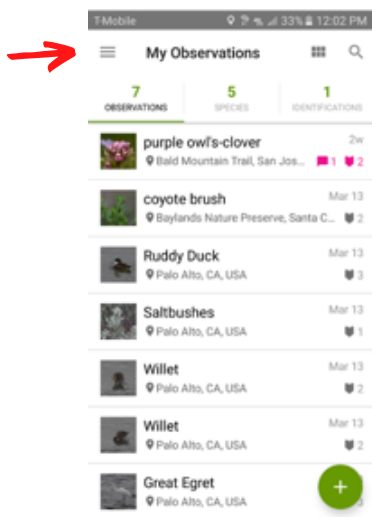 T-Mobile 33% 12:02 PM
My Observations
7 5 1
OBSERVATIONS SPECIES IDENTIFICATIONS
purple owl's-clover 2w
Bald Mountain Trail, San Jos... 1 2
coyote brush Mar 13
Baylands Nature Preserve, Santa C... 2
Ruddy Duck Mar 13
Palo Alto, CA, USA 3
Saltbushes Mar 13
Palo Alto, CA, USA 1
Willet Mar 13
Palo Alto, CA, USA 2
Willet Mar 13
Palo Alto, CA, USA 2
Great Egret
Palo Alto, CA, USA 3